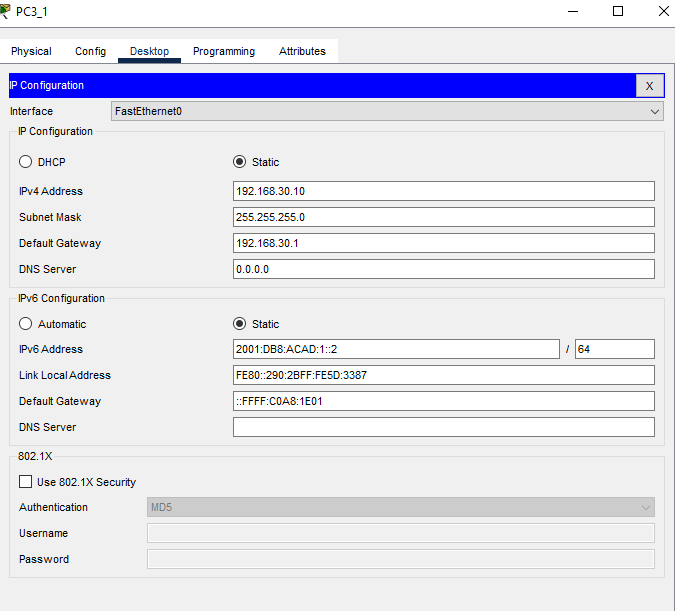 PC3_1
Physical Config Desktop Programming Attributes
IP Configuration X
Interface FastEthernet0
IP Configuration
DHCP Static
IPv4 Address 192.168.30.10
Subnet Mask 255.255.255.0
Default Gateway 192.168.30.1
DNS Server 0.0.0.0
IPv6 Configuration
Automatic Static
IPv6 Address 2001:DB8:ACAD:1::2 / 64
Link Local Address FE80::290:2BFF:FE5D:3387
Default Gateway ::FFFF:C0A8:1E01
DNS Server
802.1X
Use 802.1X Security
Authentication MD5
Username
Password